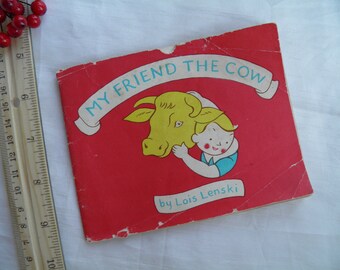 MY FRIEND THE COW
by Lois Lenski